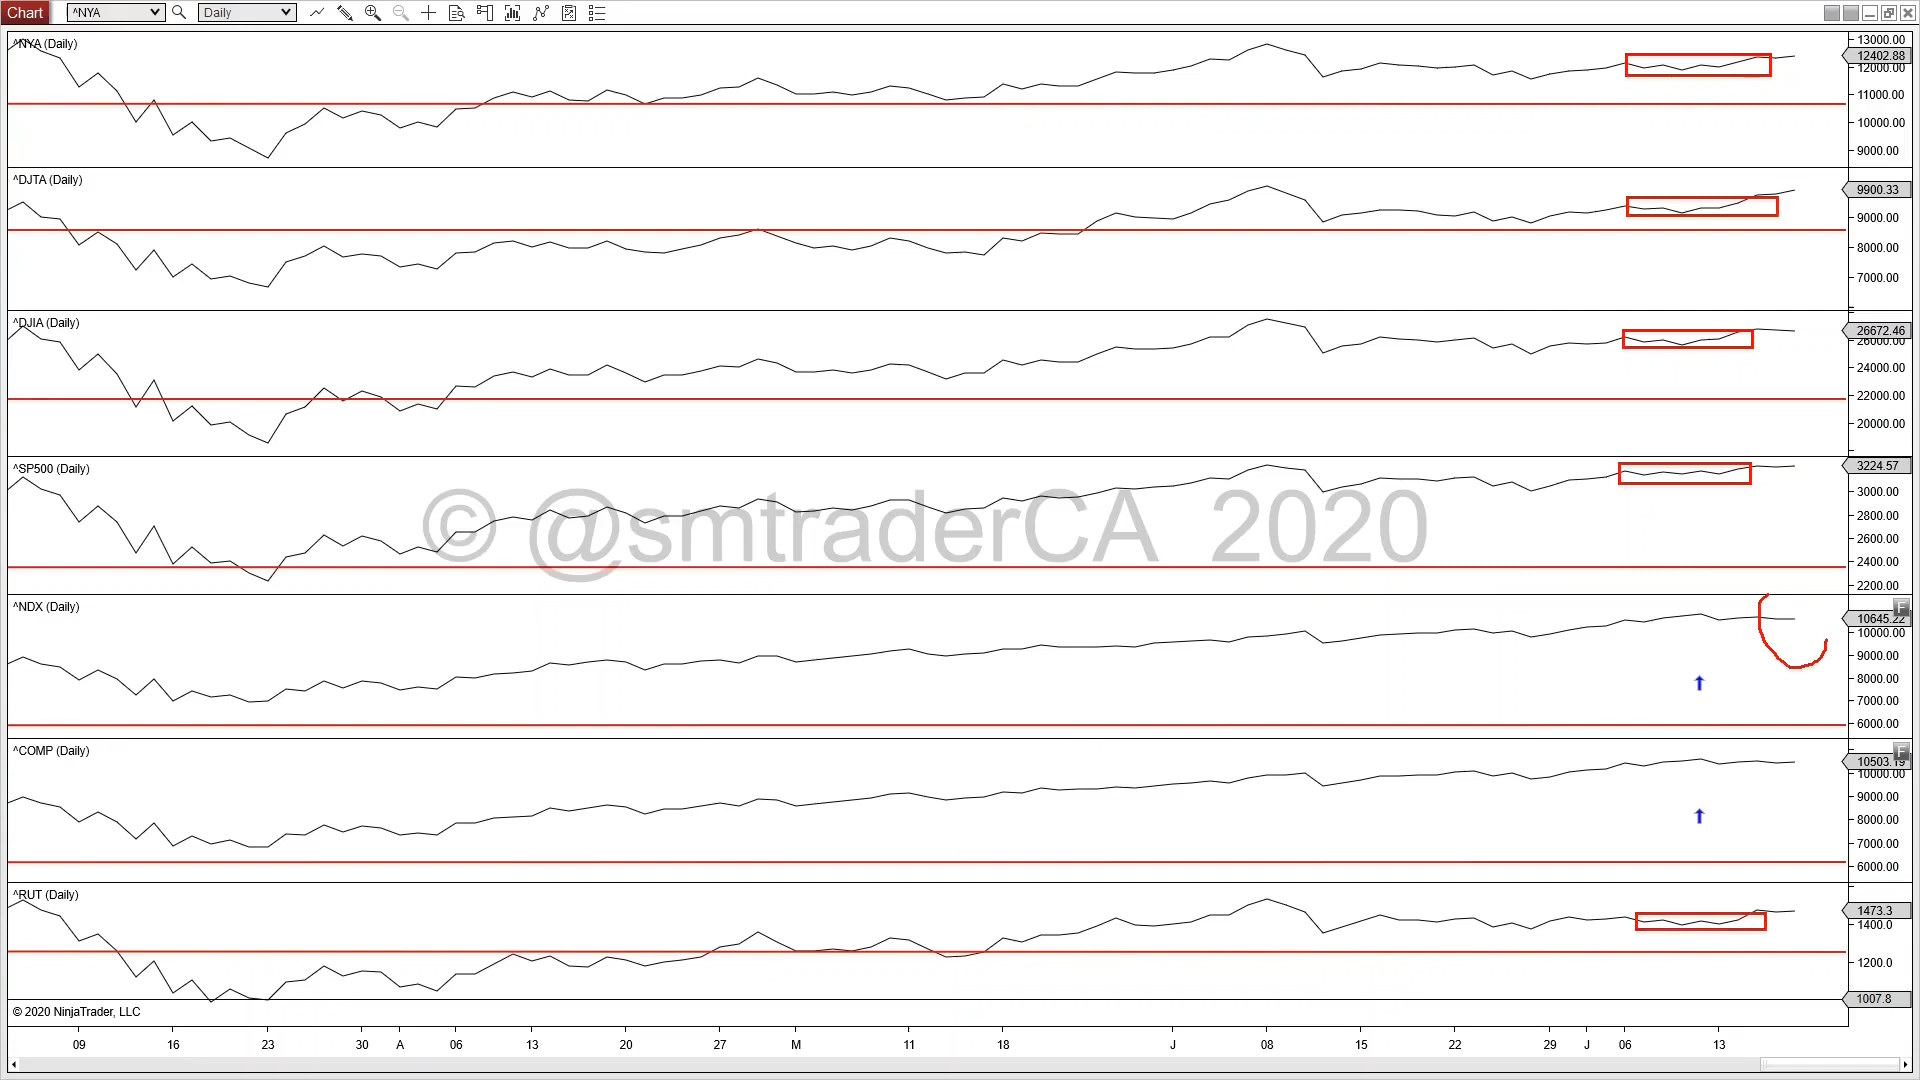 Chart ^NYA Daily
^NYA (Daily)
13000.00
12402.88
12000.00
11000.00
10000.00
9000.00
^DJTA (Daily)
9900.33
9000.00
8000.00
7000.00
^DJIA (Daily)
26672.46
26000.00
24000.00
22000.00
20000.00
^SP500 (Daily)
3224.57
3000.00
2800.00
2600.00
2400.00
2200.00
© @smtraderCA 2020
^NDX (Daily)
F
10645.22
10000.00
9000.00
8000.00
7000.00
6000.00
^COMP (Daily)
F
10503.19
10000.00
9000.00
8000.00
7000.00
6000.00
^RUT (Daily)
1473.3
1400.0
1200.0
1007.8
© 2020 NinjaTrader, LLC
09 16 23 30 A 06 13 20 27 M 11 18 J 08 15 22 29 J 06 13